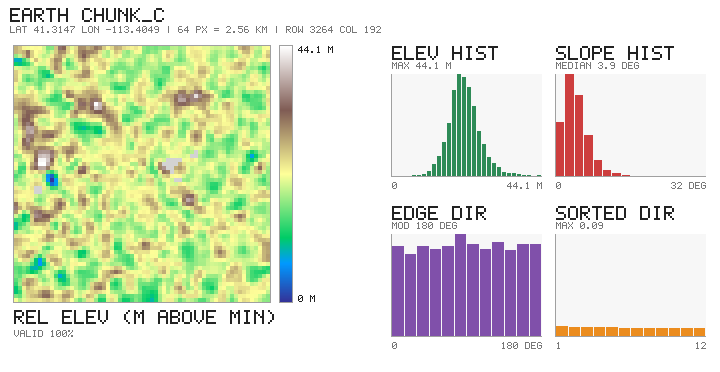 EARTH CHUNK_C
LAT 41.3147 LON -113.4049 | 64 PX = 2.56 KM | ROW 3264 COL 192
44.1 M
0 M
REL ELEV (M ABOVE MIN)
VALID 100%
ELEV HIST
MAX 44.1 M
0 44.1 M
SLOPE HIST
MEDIAN 3.9 DEG
0 32 DEG
EDGE DIR
MOD 180 DEG
0 180 DEG
SORTED DIR
MAX 0.09
1 12